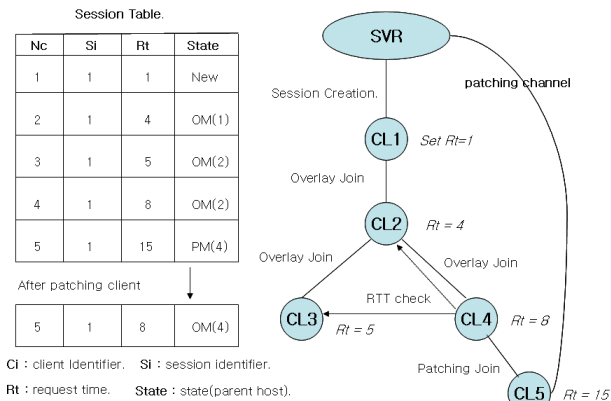 Session Table.
Nc Si Rt State
1 1 1 New
2 1 4 OM(1)
3 1 5 OM(2)
4 1 8 OM(2)
5 1 15 PM(4)
After patching client
5 1 8 OM(4)
Ci : client Identifier. Si : session identifier.
Rt : request time. State : state(parent host).
SVR
patching channel
Session Creation.
CL1 Set Rt=1
Overlay Join
CL2 Rt = 4
Overlay Join
Overlay Join
RTT check
CL3
CL4
Rt = 5
Rt = 8
Patching Join
CL5 Rt = 15